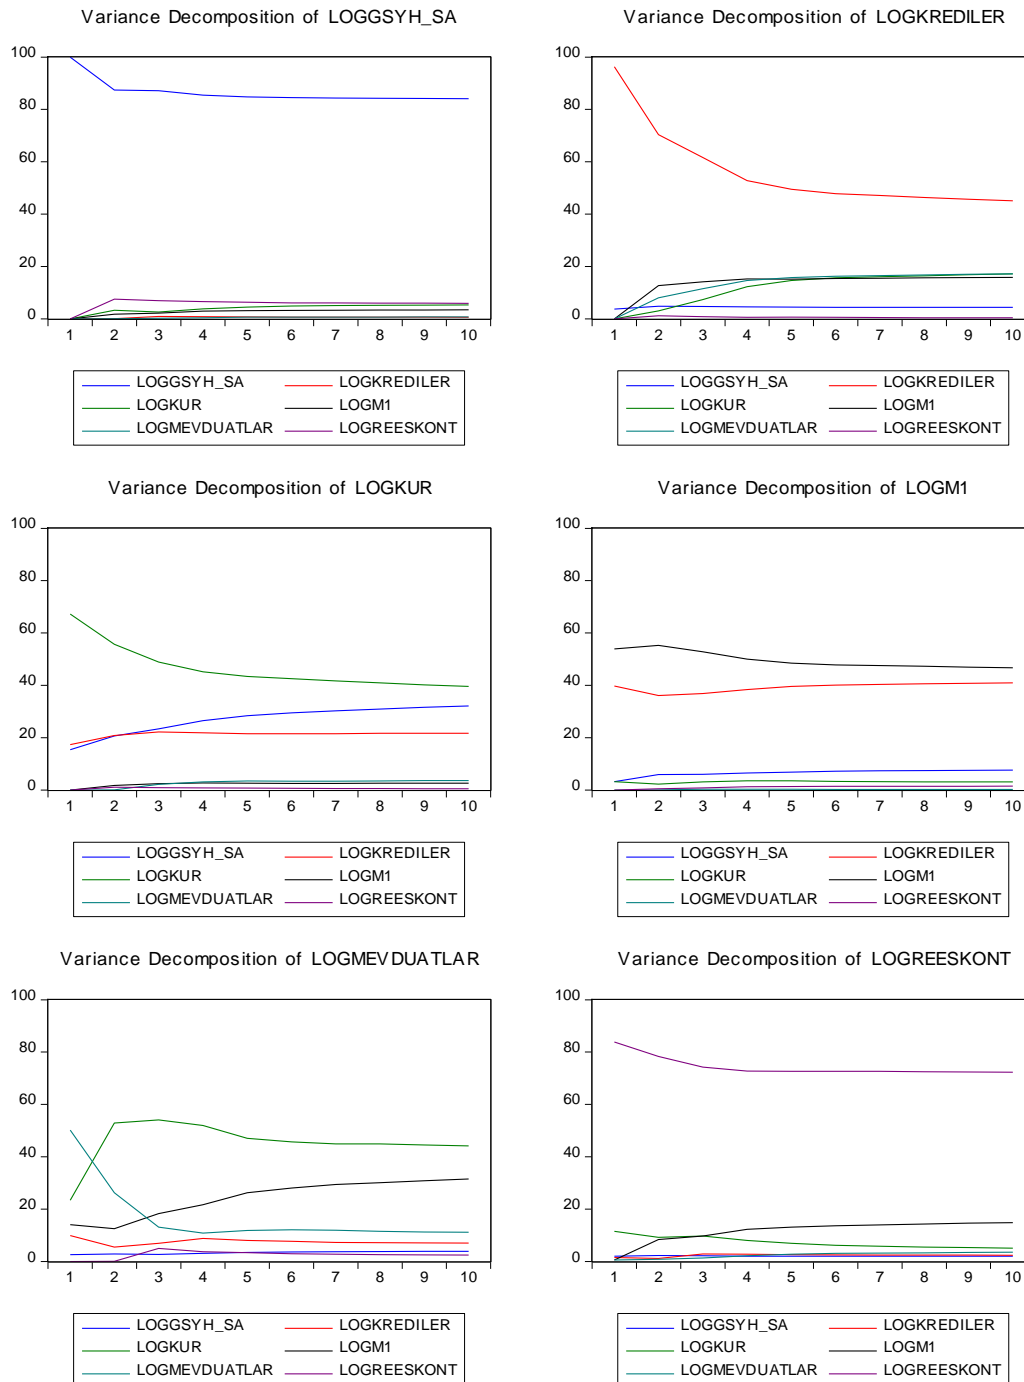 Variance Decomposition of LOGGSYH_SA
100
80
60
40
20
0
1 2 3 4 5 6 7 8 9 10
LOGGSYH_SA LOGKREDILER
LOGKUR LOGM1
LOGMEVDUATLAR LOGREESKONT
Variance Decomposition of LOGKREDILER
100
80
60
40
20
0
1 2 3 4 5 6 7 8 9 10
LOGGSYH_SA LOGKREDILER
LOGKUR LOGM1
LOGMEVDUATLAR LOGREESKONT
Variance Decomposition of LOGKUR
100
80
60
40
20
0
1 2 3 4 5 6 7 8 9 10
LOGGSYH_SA LOGKREDILER
LOGKUR LOGM1
LOGMEVDUATLAR LOGREESKONT
Variance Decomposition of LOGM1
100
80
60
40
20
0
1 2 3 4 5 6 7 8 9 10
LOGGSYH_SA LOGKREDILER
LOGKUR LOGM1
LOGMEVDUATLAR LOGREESKONT
Variance Decomposition of LOGMEVDUATLAR
100
80
60
40
20
0
1 2 3 4 5 6 7 8 9 10
LOGGSYH_SA LOGKREDILER
LOGKUR LOGM1
LOGMEVDUATLAR LOGREESKONT
Variance Decomposition of LOGREESKONT
100
80
60
40
20
0
1 2 3 4 5 6 7 8 9 10
LOGGSYH_SA LOGKREDILER
LOGKUR LOGM1
LOGMEVDUATLAR LOGREESKONT